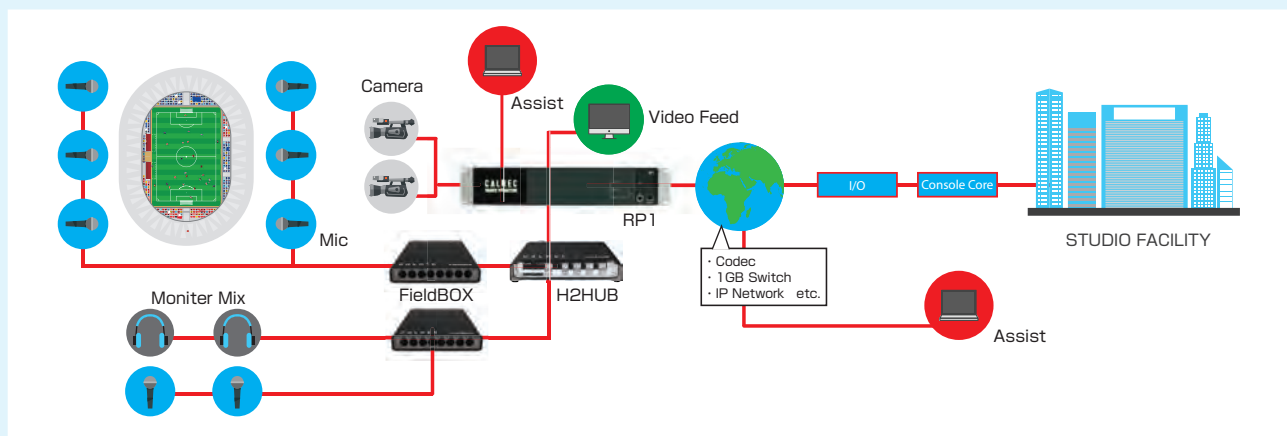 Camera
Assist
Video Feed
CALREC
RP1
I/O
Console Core
STUDIO FACILITY
Mic
FieldBOX
H2HUB
・Codec
・1GB Switch
・IP Network etc.
Moniter Mix
Assist